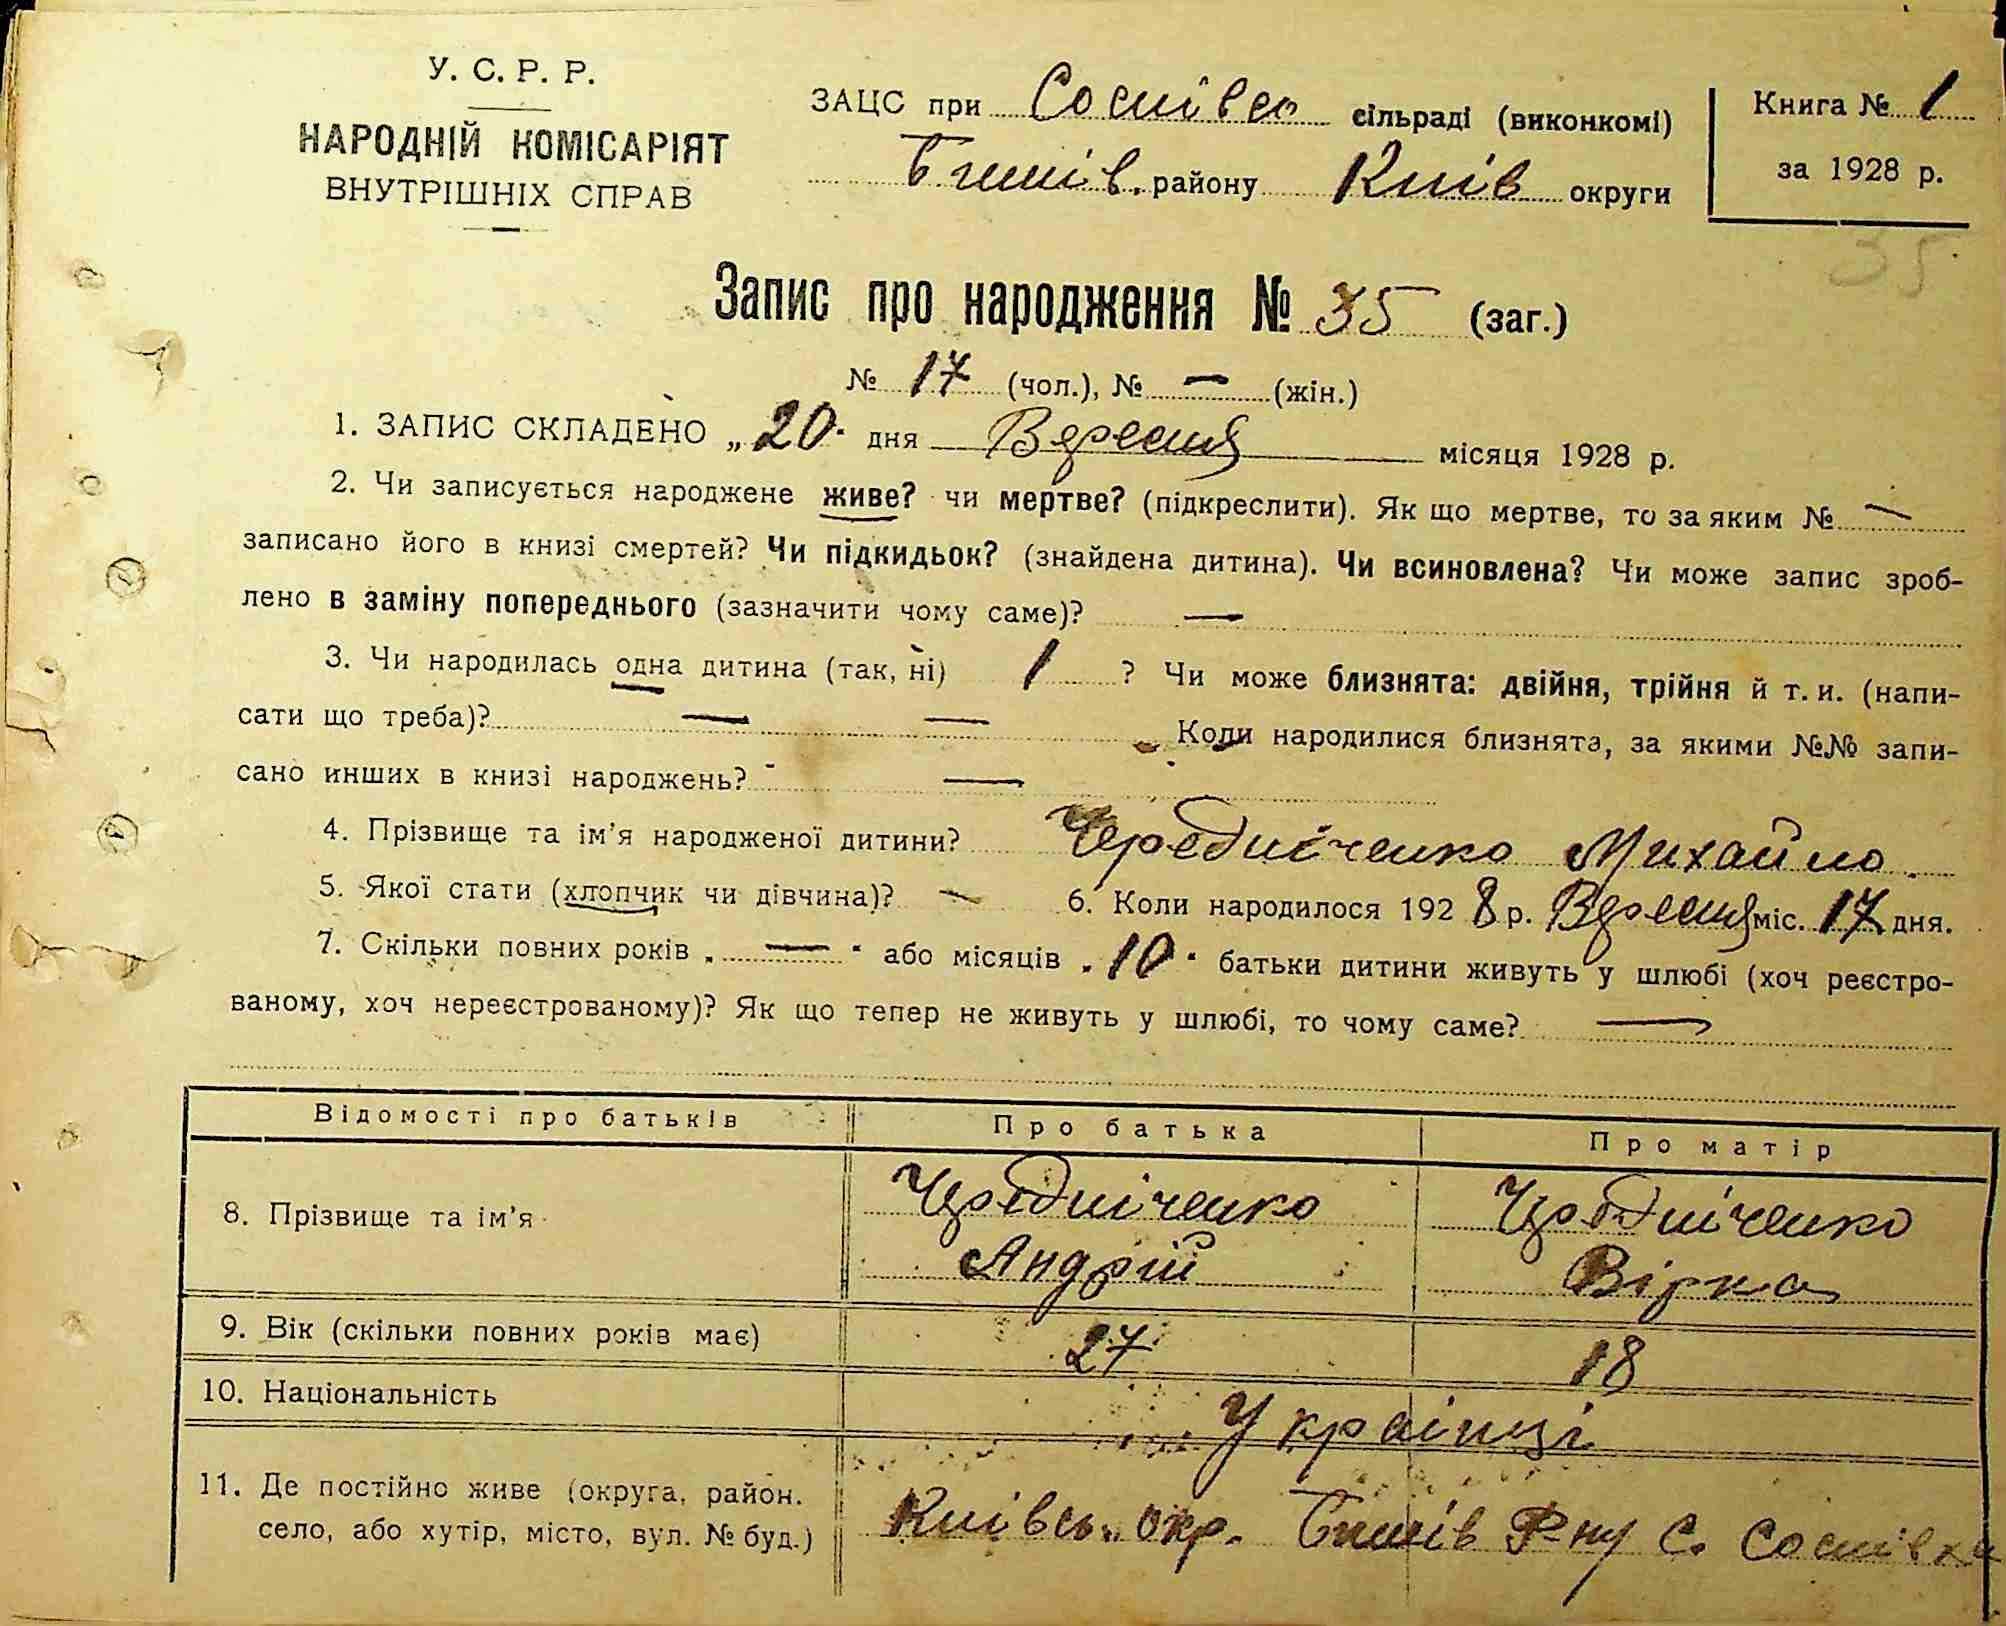 У. С. Р. Р.
НАРОДНІЙ КОМІСАРІЯТ
ВНУТРІШНІХ СПРАВ
ЗАЦС при Соснівсь сільраді (виконкомі)
Бишів. району Київ округи
Книга № 1
за 1928 р.
35
Запис про народження № 35 (заг.)
№ 17 (чол.), № — (жін.)
1. ЗАПИС СКЛАДЕНО „20" дня Вересня місяця 1928 р.
2. Чи записується народжене живе? чи мертве? (підкреслити). Як що мертве, то за яким № —
записано його в книзі смертей? Чи підкидьок? (знайдена дитина). Чи всиновлена? Чи може запис зроб-
лено в заміну попереднього (зазначити чому саме)? —
3. Чи народилась одна дитина (так, ні) 1 ? Чи може близнята: двійня, трійня й т. и. (напи-
сати що треба)? — — Коли народилися близнята, за якими №№ запи-
сано инших в книзі народжень? —
4. Прізвище та ім'я народженої дитини? Чередніченко Михайло
5. Якої стати (хлопчик чи дівчина)? — 6. Коли народилося 1928 р. Вересня міс. 17 дня.
7. Скільки повних років „ — " або місяців „10" батьки дитини живуть у шлюбі (хоч реєстро-
ваному, хоч нереєстрованому)? Як що тепер не живуть у шлюбі, то чому саме? —
Відомості про батьків Про батька Про матір
8. Прізвище та ім'я Чередніченко Андрій Чередніченко Вірка
9. Вік (скільки повних років має) 27 18
10. Національність Українці
11. Де постійно живе (округа, район, село, або хутір, місто, вул. № буд.) Київсь. окр. Бишів Р-ну С. Соснівка